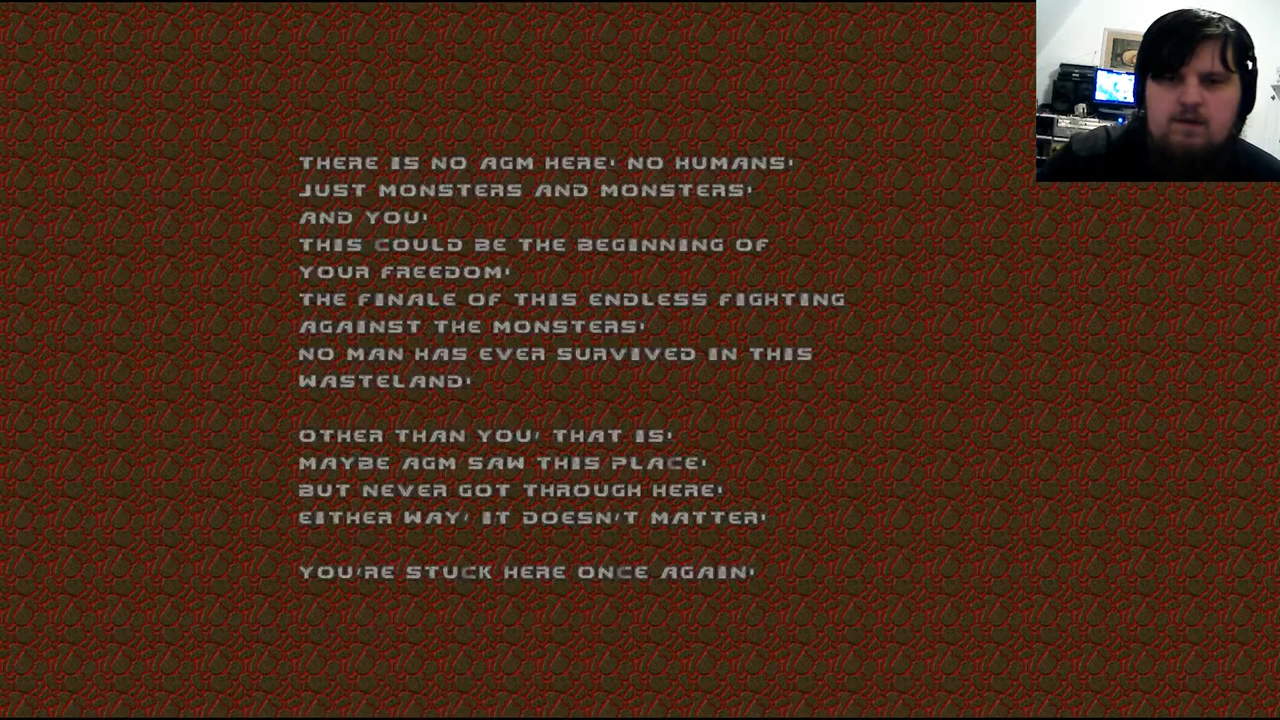 THERE IS NO AGM HERE. NO HUMANS.
JUST MONSTERS AND MONSTERS.
AND YOU.
THIS COULD BE THE BEGINNING OF
YOUR FREEDOM.
THE FINALE OF THIS ENDLESS FIGHTING
AGAINST THE MONSTERS.
NO MAN HAS EVER SURVIVED IN THIS
WASTELAND.
OTHER THAN YOU, THAT IS.
MAYBE AGM SAW THIS PLACE.
BUT NEVER GOT THROUGH HERE.
EITHER WAY, IT DOESN'T MATTER.
YOU'RE STUCK HERE ONCE AGAIN.